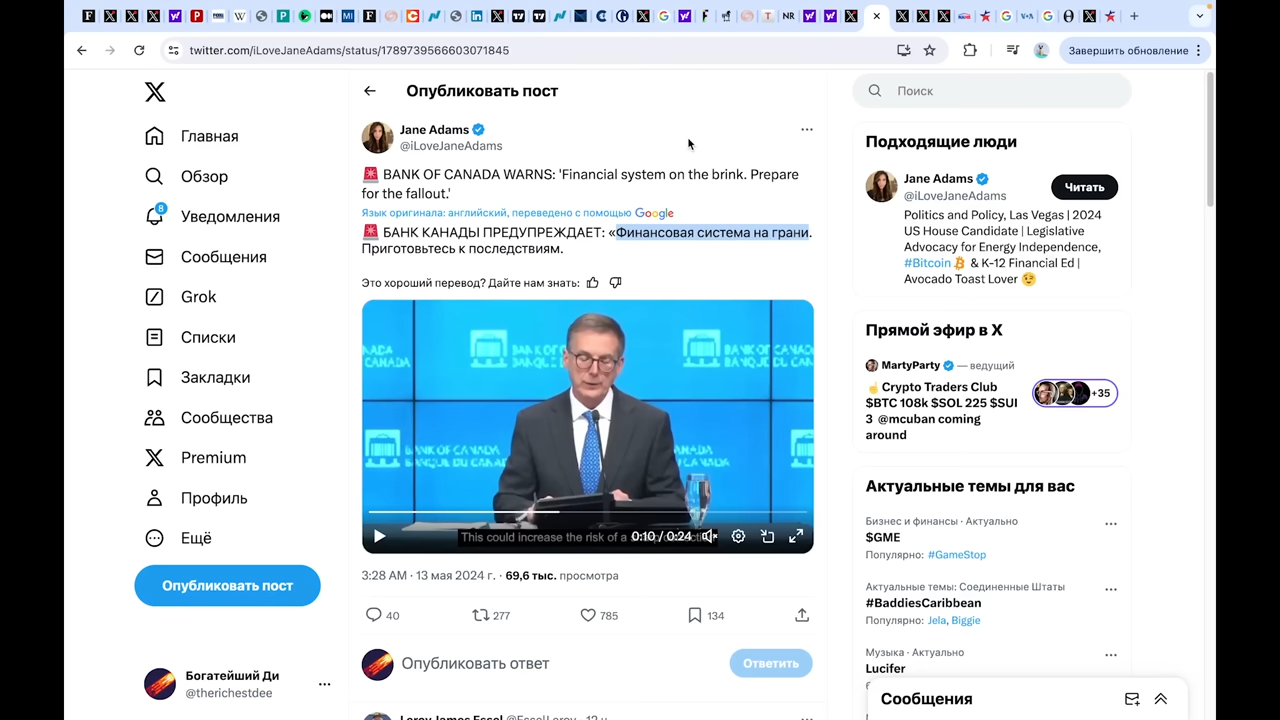 twitter.com/iLoveJaneAdams/status/1789739566603071845
Завершить обновление
Главная
Обзор
8
Уведомления
Сообщения
Grok
Списки
Закладки
Сообщества
Premium
Профиль
Ещё
Опубликовать пост
Богатейший Ди
@therichestdee
Опубликовать пост
Jane Adams
@iLoveJaneAdams
🚨 BANK OF CANADA WARNS: 'Financial system on the brink. Prepare
for the fallout.'
Язык оригинала: английский, переведено с помощью Google
🚨 БАНК КАНАДЫ ПРЕДУПРЕЖДАЕТ: «Финансовая система на грани.
Приготовьтесь к последствиям.
Это хороший перевод? Дайте нам знать:
BANK OF CANADA
BANQUE DU CANADA
This could increase the risk of a
0:10 / 0:24
3:28 AM · 13 мая 2024 г. · 69,6 тыс. просмотра
40
277
785
134
Опубликовать ответ
Ответить
Поиск
Подходящие люди
Jane Adams
@iLoveJaneAdams
Читать
Politics and Policy, Las Vegas | 2024
US House Candidate | Legislative
Advocacy for Energy Independence,
#Bitcoin & K-12 Financial Ed |
Avocado Toast Lover 😉
Прямой эфир в X
MartyParty — ведущий
☝️Crypto Traders Club
$BTC 108k $SOL 225 $SUI
3 @mcuban coming
around
+35
Актуальные темы для вас
Бизнес и финансы · Актуально
$GME
Популярно: #GameStop
Актуальные темы: Соединенные Штаты
#BaddiesCaribbean
Популярно: Jela, Biggie
Музыка · Актуально
Lucifer
Сообщения